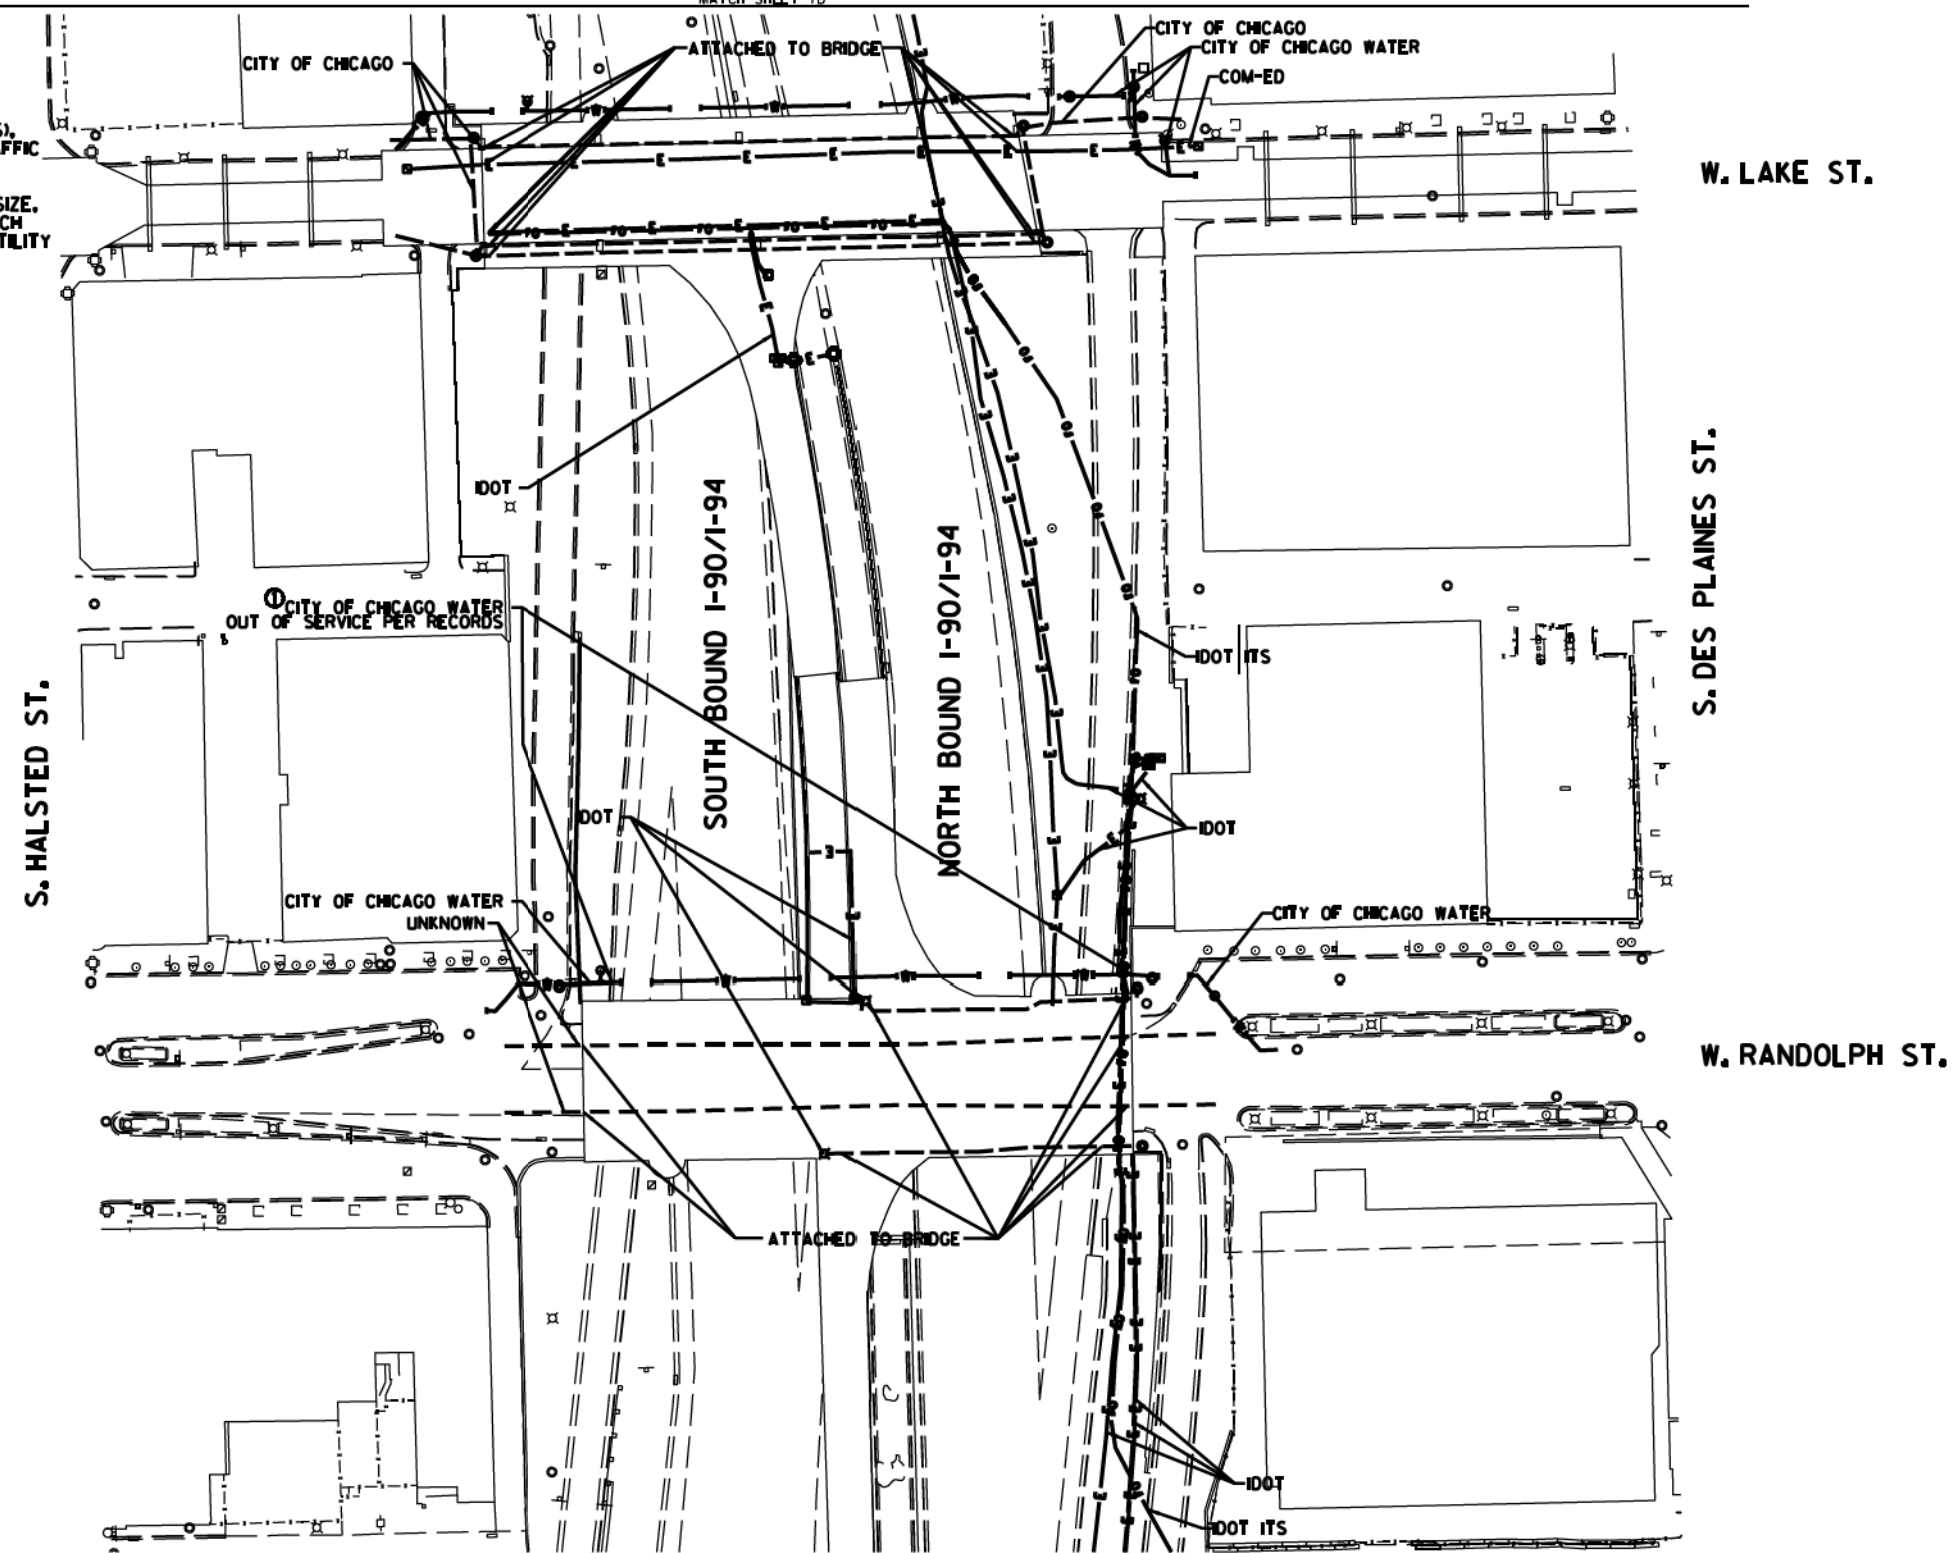 CITY OF CHICAGO
ATTACHED TO BRIDGE
CITY OF CHICAGO
CITY OF CHICAGO WATER
COM-ED
W. LAKE ST.
SIZE,
IDOT
SOUTH BOUND I-90/I-94
NORTH BOUND I-90/I-94
S. DES PLAINES ST.
1
CITY OF CHICAGO WATER
OUT OF SERVICE PER RECORDS
IDOT ITS
S. HALSTED ST.
IDOT
IDOT
CITY OF CHICAGO WATER
UNKNOWN
CITY OF CHICAGO WATER
W. RANDOLPH ST.
ATTACHED TO BRIDGE
IDOT
IDOT ITS